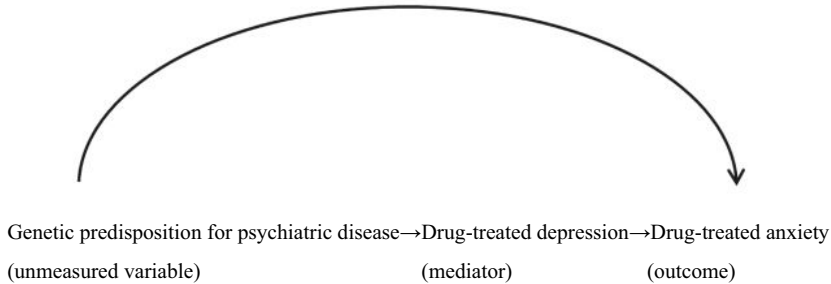 Genetic predisposition for psychiatric disease→Drug-treated depression→Drug-treated anxiety
(unmeasured variable) (mediator) (outcome)